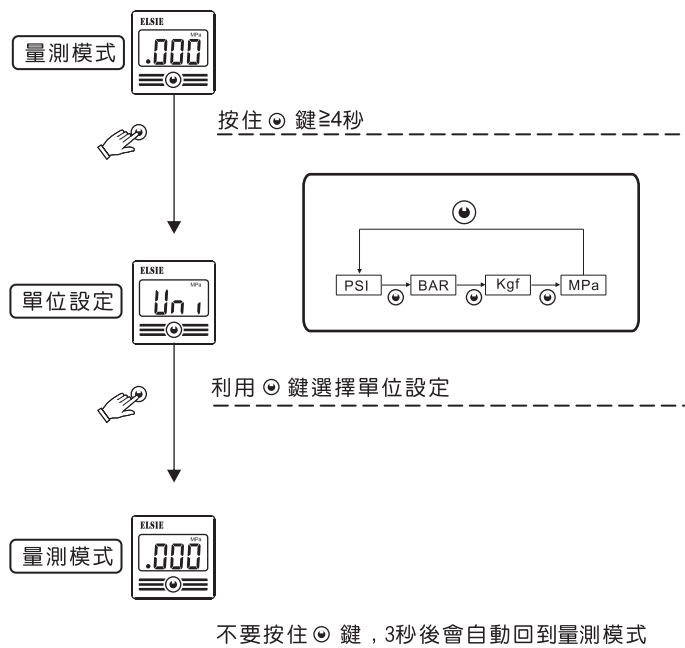 ELSIE
MPa
.000
量測模式
按住 鍵≧4秒
PSI BAR Kgf MPa
ELSIE
MPa
Uni
單位設定
利用 鍵選擇單位設定
ELSIE
MPa
.000
量測模式
不要按住 鍵，3秒後會自動回到量測模式